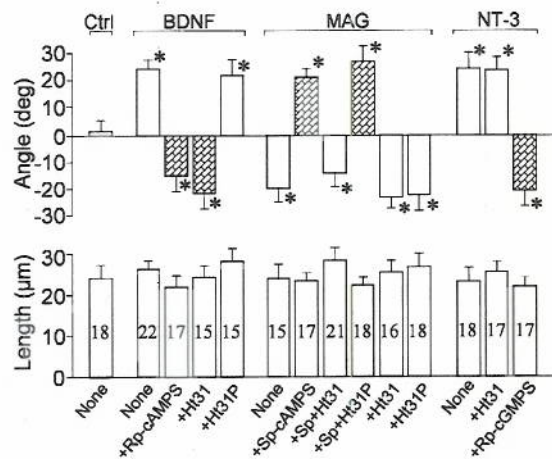 Ctrl BDNF MAG NT-3
Angle (deg)
30
20
10
0
-10
-20
-30
* * * * * * * * * * * * *
Length (μm)
30
20
10
0
18 22 17 15 15 15 17 21 18 16 18 18 17 17
None
None
+Rp-cAMPS
+Ht31
+Ht31P
None
+Sp-cAMPS
+Sp+Ht31
+Sp+Ht31P
+Ht31
+Ht31P
None
+Ht31
+Rp-cGMPS